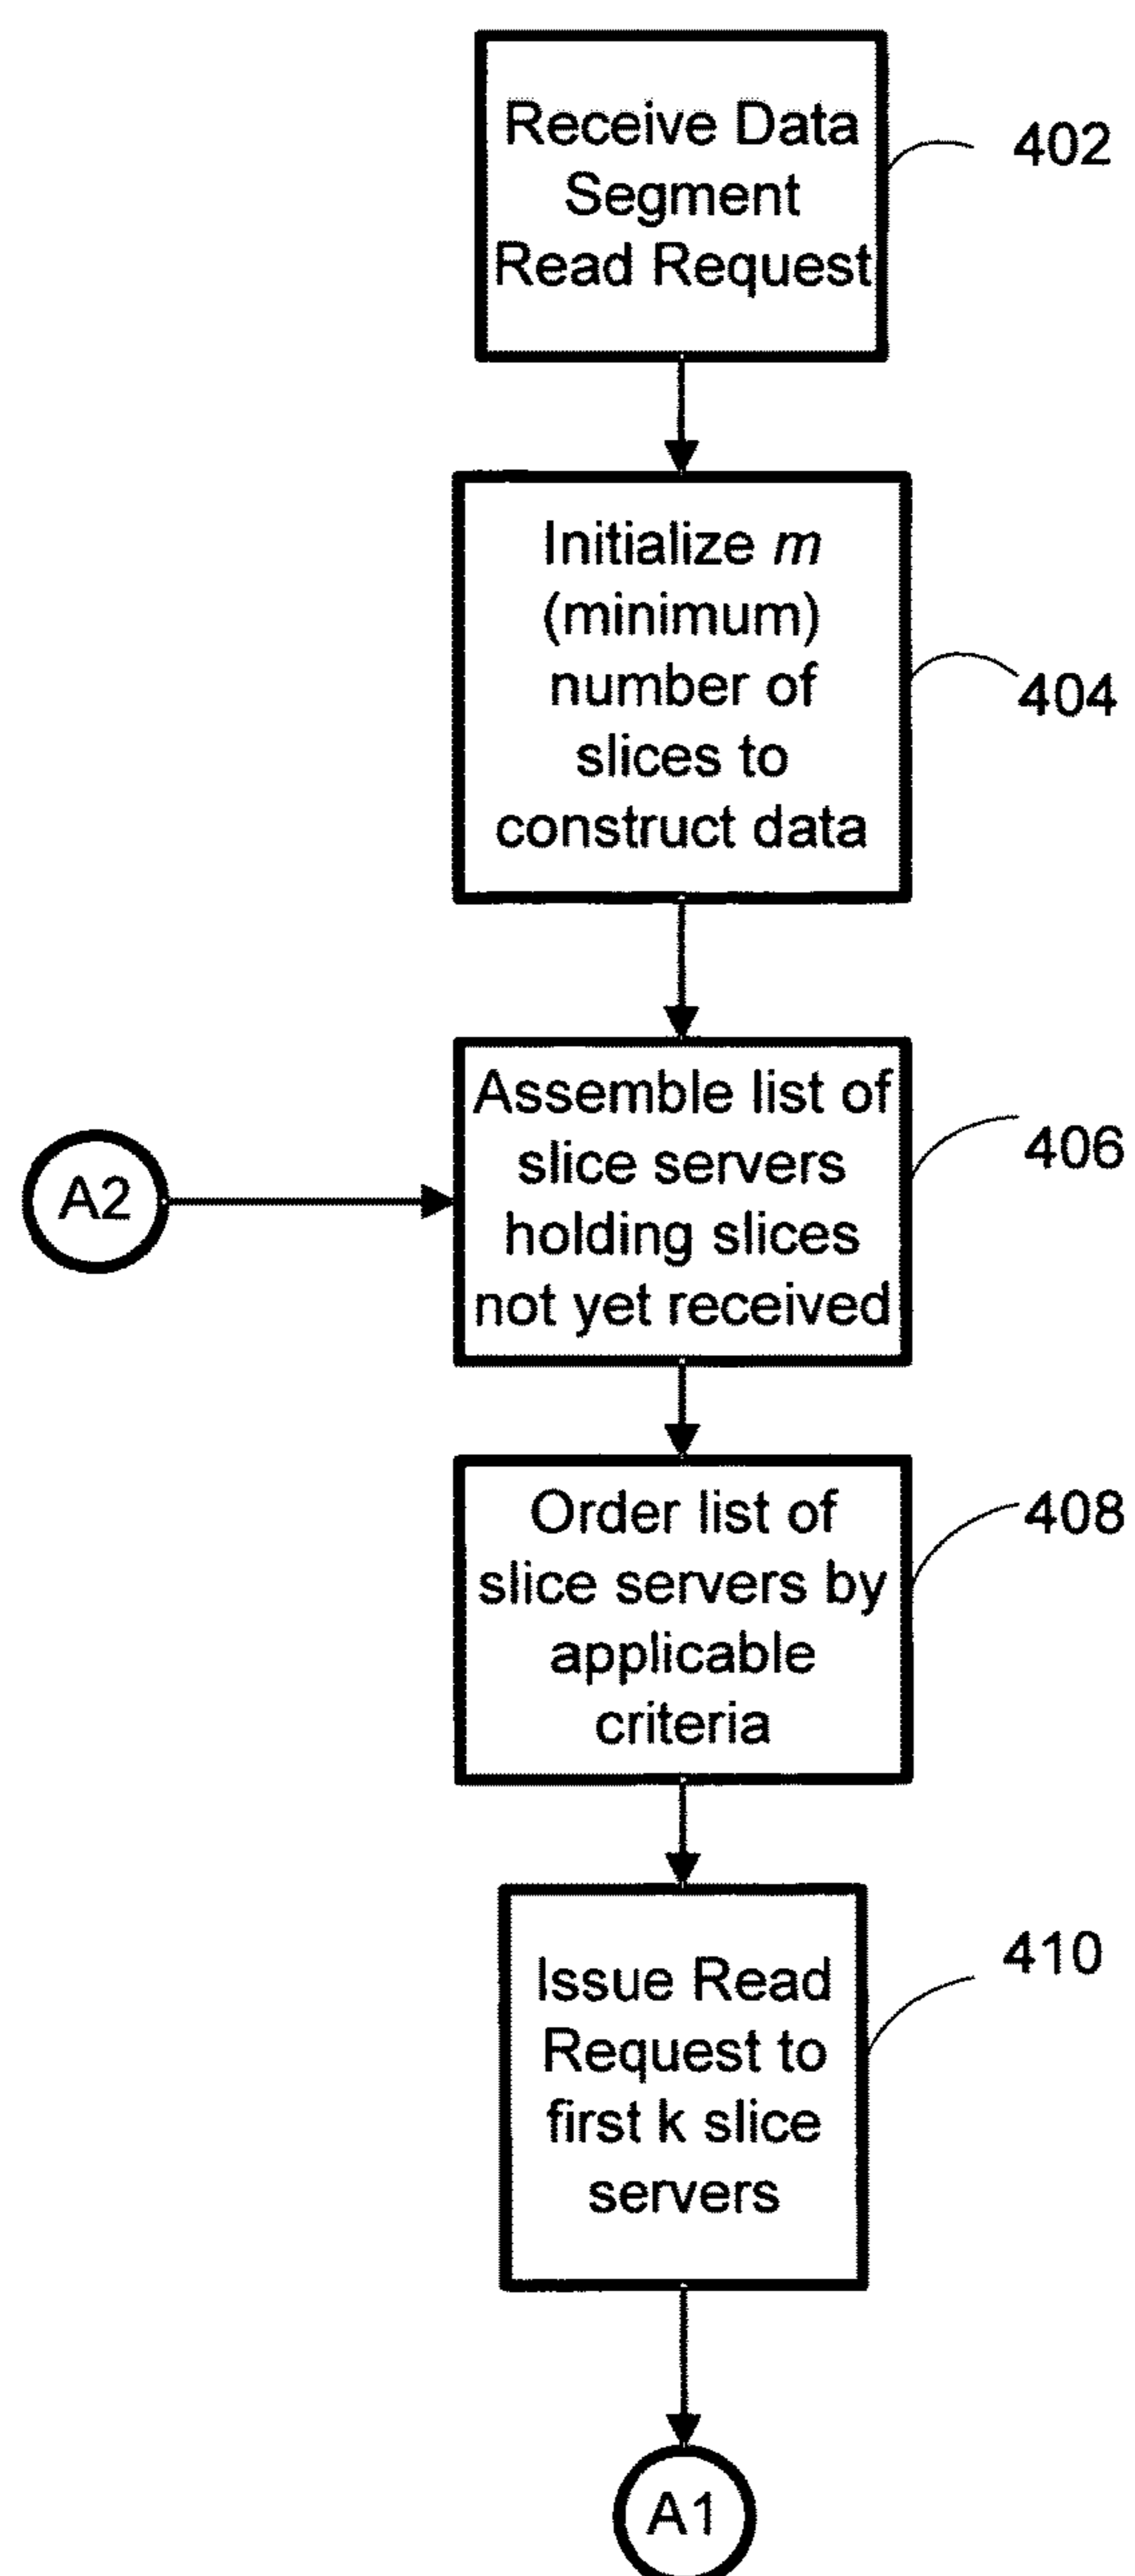 Receive Data
Segment
Read Request
402
Initialize m
(minimum)
number of
slices to
construct data
404
Assemble list of
slice servers
holding slices
not yet received
406
A2
Order list of
slice servers by
applicable
criteria
408
Issue Read
Request to
first k slice
servers
410
A1